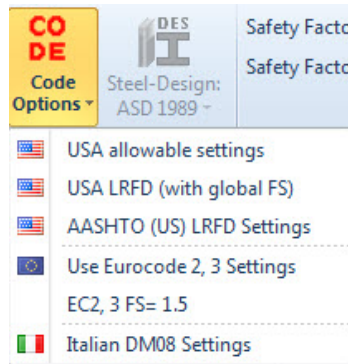 CO
DE
Code
Options
DES
Steel-Design:
ASD 1989
Safety Facto
Safety Facto
USA allowable settings
USA LRFD (with global FS)
AASHTO (US) LRFD Settings
Use Eurocode 2, 3 Settings
EC2, 3 FS= 1.5
Italian DM08 Settings